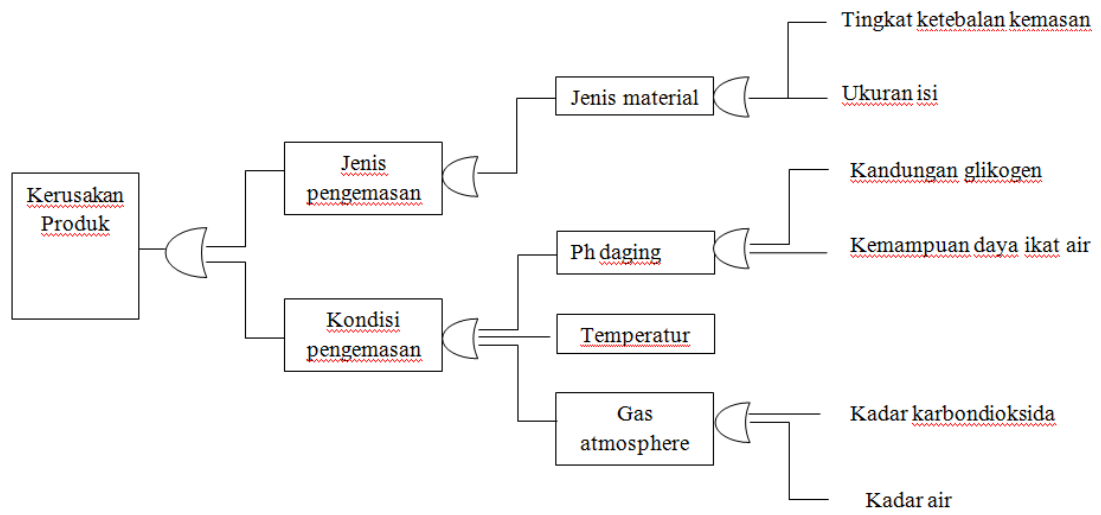 Tingkat ketebalan kemasan
Jenis material
Ukuran isi
Jenis
pengemasan
Kandungan glikogen
Kerusakan
Produk
Ph daging
Kemampuan daya ikat air
Kondisi
pengemasan
Temperatur
Gas
atmosphere
Kadar karbondioksida
Kadar air